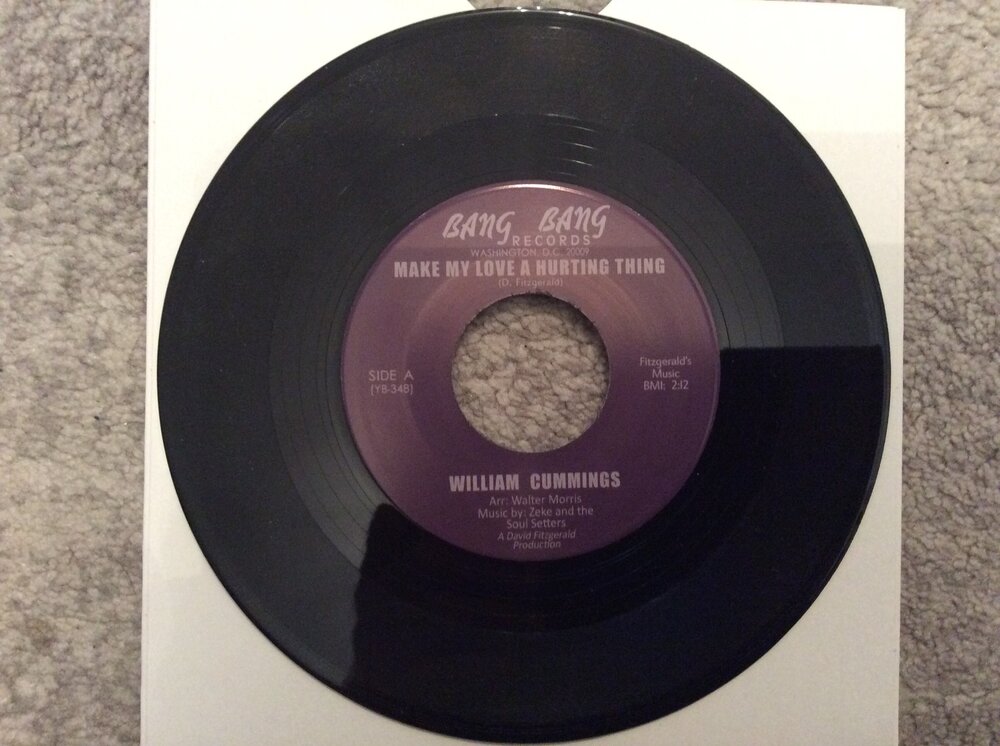 BANG BANG
RECORDS
WASHINGTON, D.C. 20009
MAKE MY LOVE A HURTING THING
(D. Fitzgerald)
SIDE A
(YB-348)
Fitzgerald's
Music
BMI: 2:12
WILLIAM CUMMINGS
Arr: Walter Morris
Music by: Zeke and the
Soul Setters
A David Fitzgerald
Production